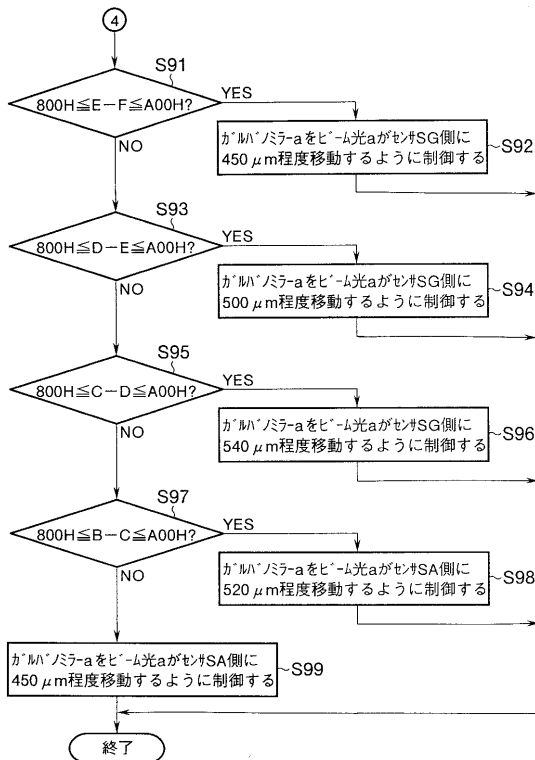 4
S91
800H≦E-F≦A00H?
YES
NO
ガルバノミラーaをビーム光aがセンサSG側に
450μm程度移動するように制御する
S92
S93
800H≦D-E≦A00H?
YES
NO
ガルバノミラーaをビーム光aがセンサSG側に
500μm程度移動するように制御する
S94
S95
800H≦C-D≦A00H?
YES
NO
ガルバノミラーaをビーム光aがセンサSG側に
540μm程度移動するように制御する
S96
S97
800H≦B-C≦A00H?
YES
NO
ガルバノミラーaをビーム光aがセンサSA側に
520μm程度移動するように制御する
S98
ガルバノミラーaをビーム光aがセンサSA側に
450μm程度移動するように制御する
S99
終了